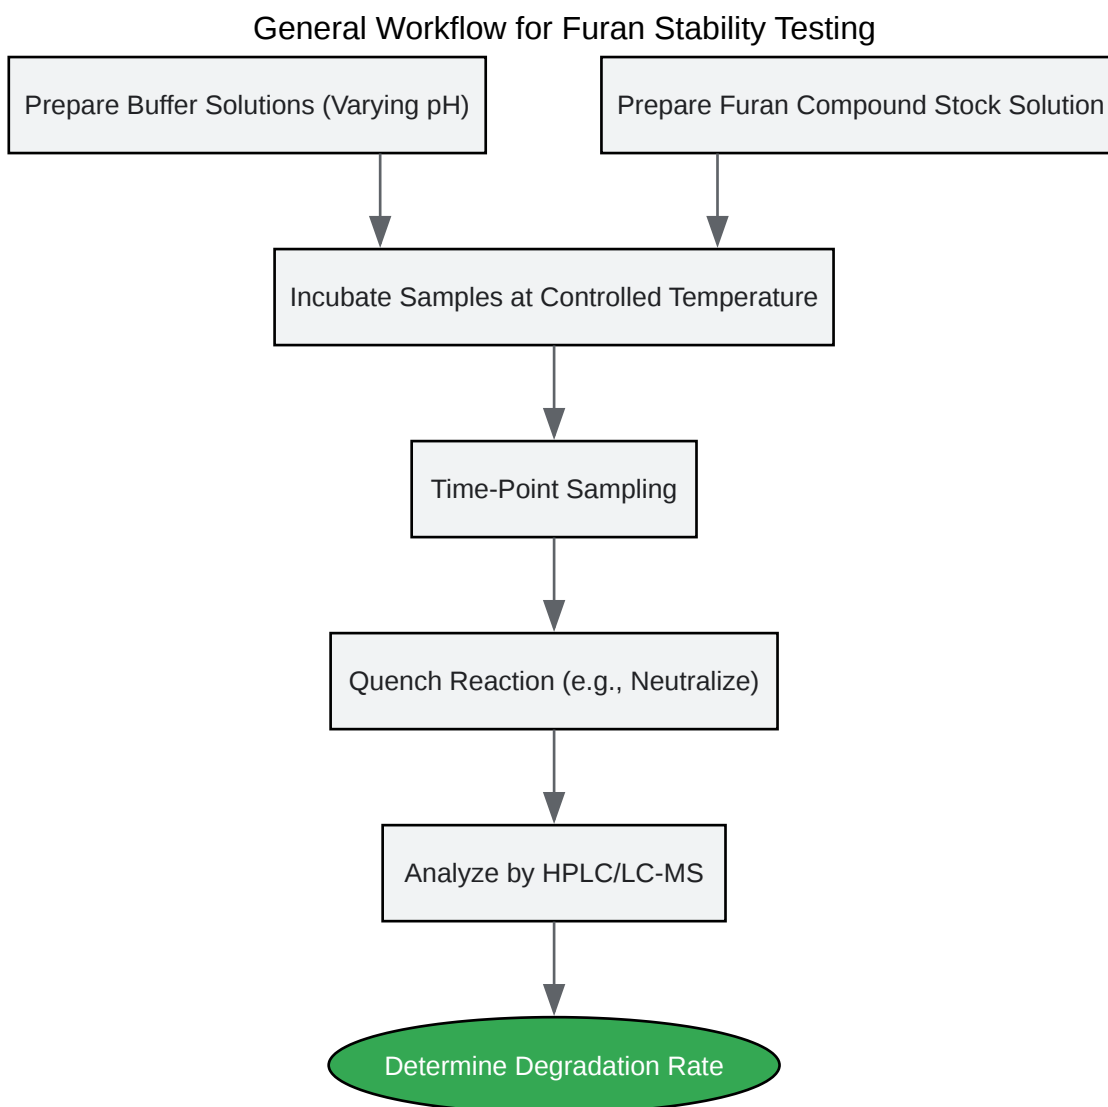 General Workflow for Furan Stability Testing
Prepare Buffer Solutions (Varying pH)
Prepare Furan Compound Stock Solution
Incubate Samples at Controlled Temperature
Time-Point Sampling
Quench Reaction (e.g., Neutralize)
Analyze by HPLC/LC-MS
Determine Degradation Rate